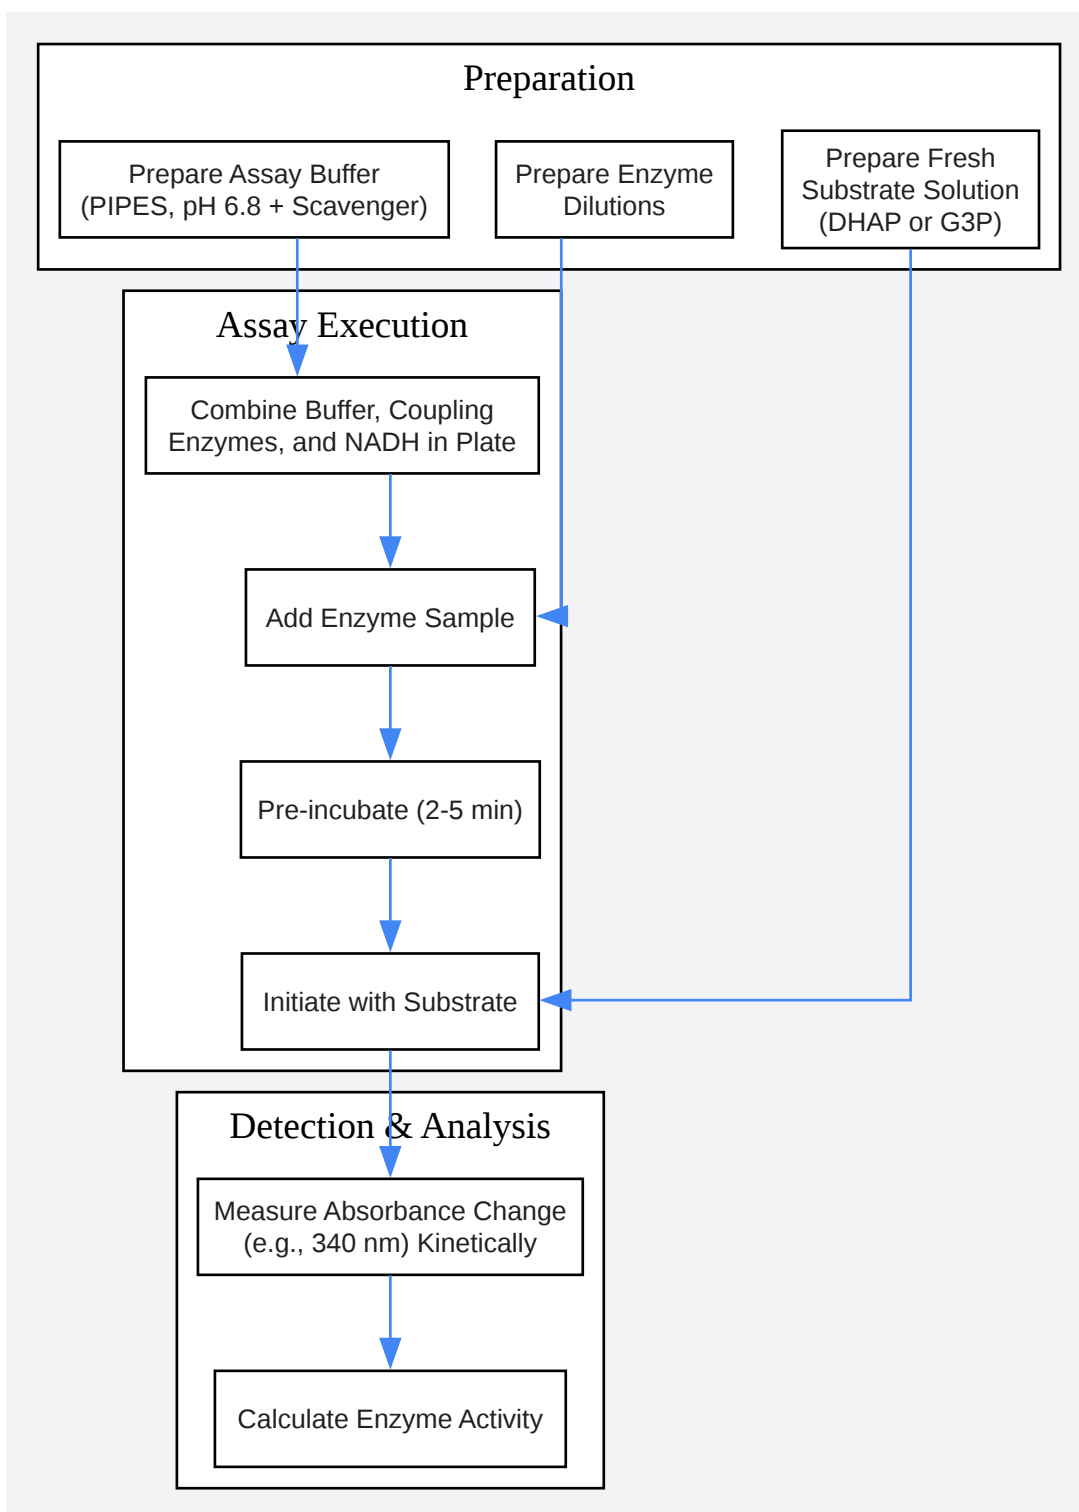 Preparation
Prepare Assay Buffer
(PIPES, pH 6.8 + Scavenger)
Prepare Enzyme
Dilutions
Prepare Fresh
Substrate Solution
(DHAP or G3P)
Assay Execution
Combine Buffer, Coupling
Enzymes, and NADH in Plate
Add Enzyme Sample
Pre-incubate (2-5 min)
Initiate with Substrate
Detection & Analysis
Measure Absorbance Change
(e.g., 340 nm) Kinetically
Calculate Enzyme Activity